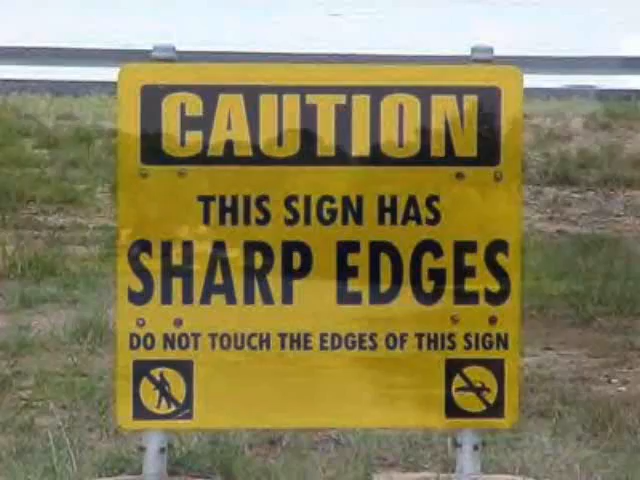 CAUTION
THIS SIGN HAS
SHARP EDGES
DO NOT TOUCH THE EDGES OF THIS SIGN